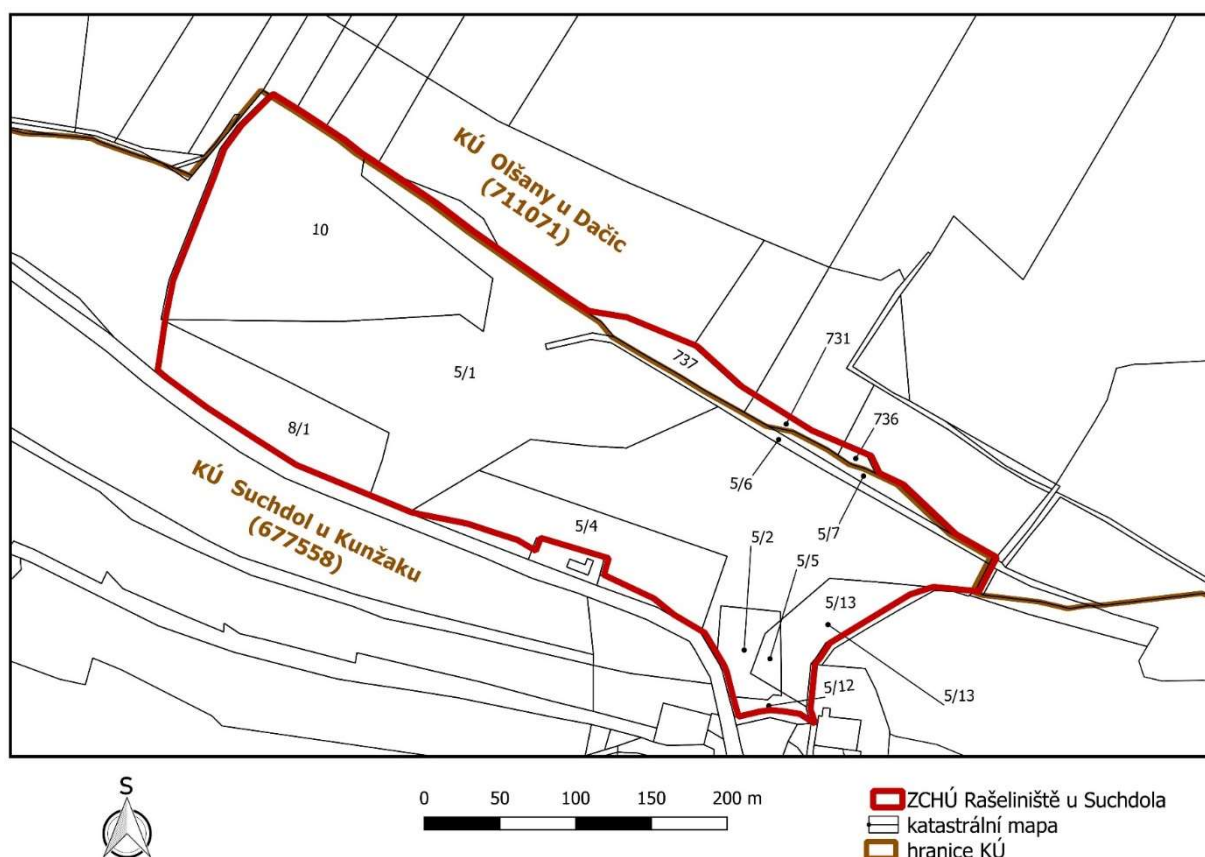 KÚ Olšany u Dačic
(711071)
10
731
737
5/1
736
8/1
5/6
KÚ Suchdol u Kunžaku
(677558)
5/4
5/7
5/2
5/5
5/13
5/12
5/13
S
0 50 100 150 200 m
ZCHÚ Rašeliniště u Suchdola
katastrální mapa
hranice KÚ